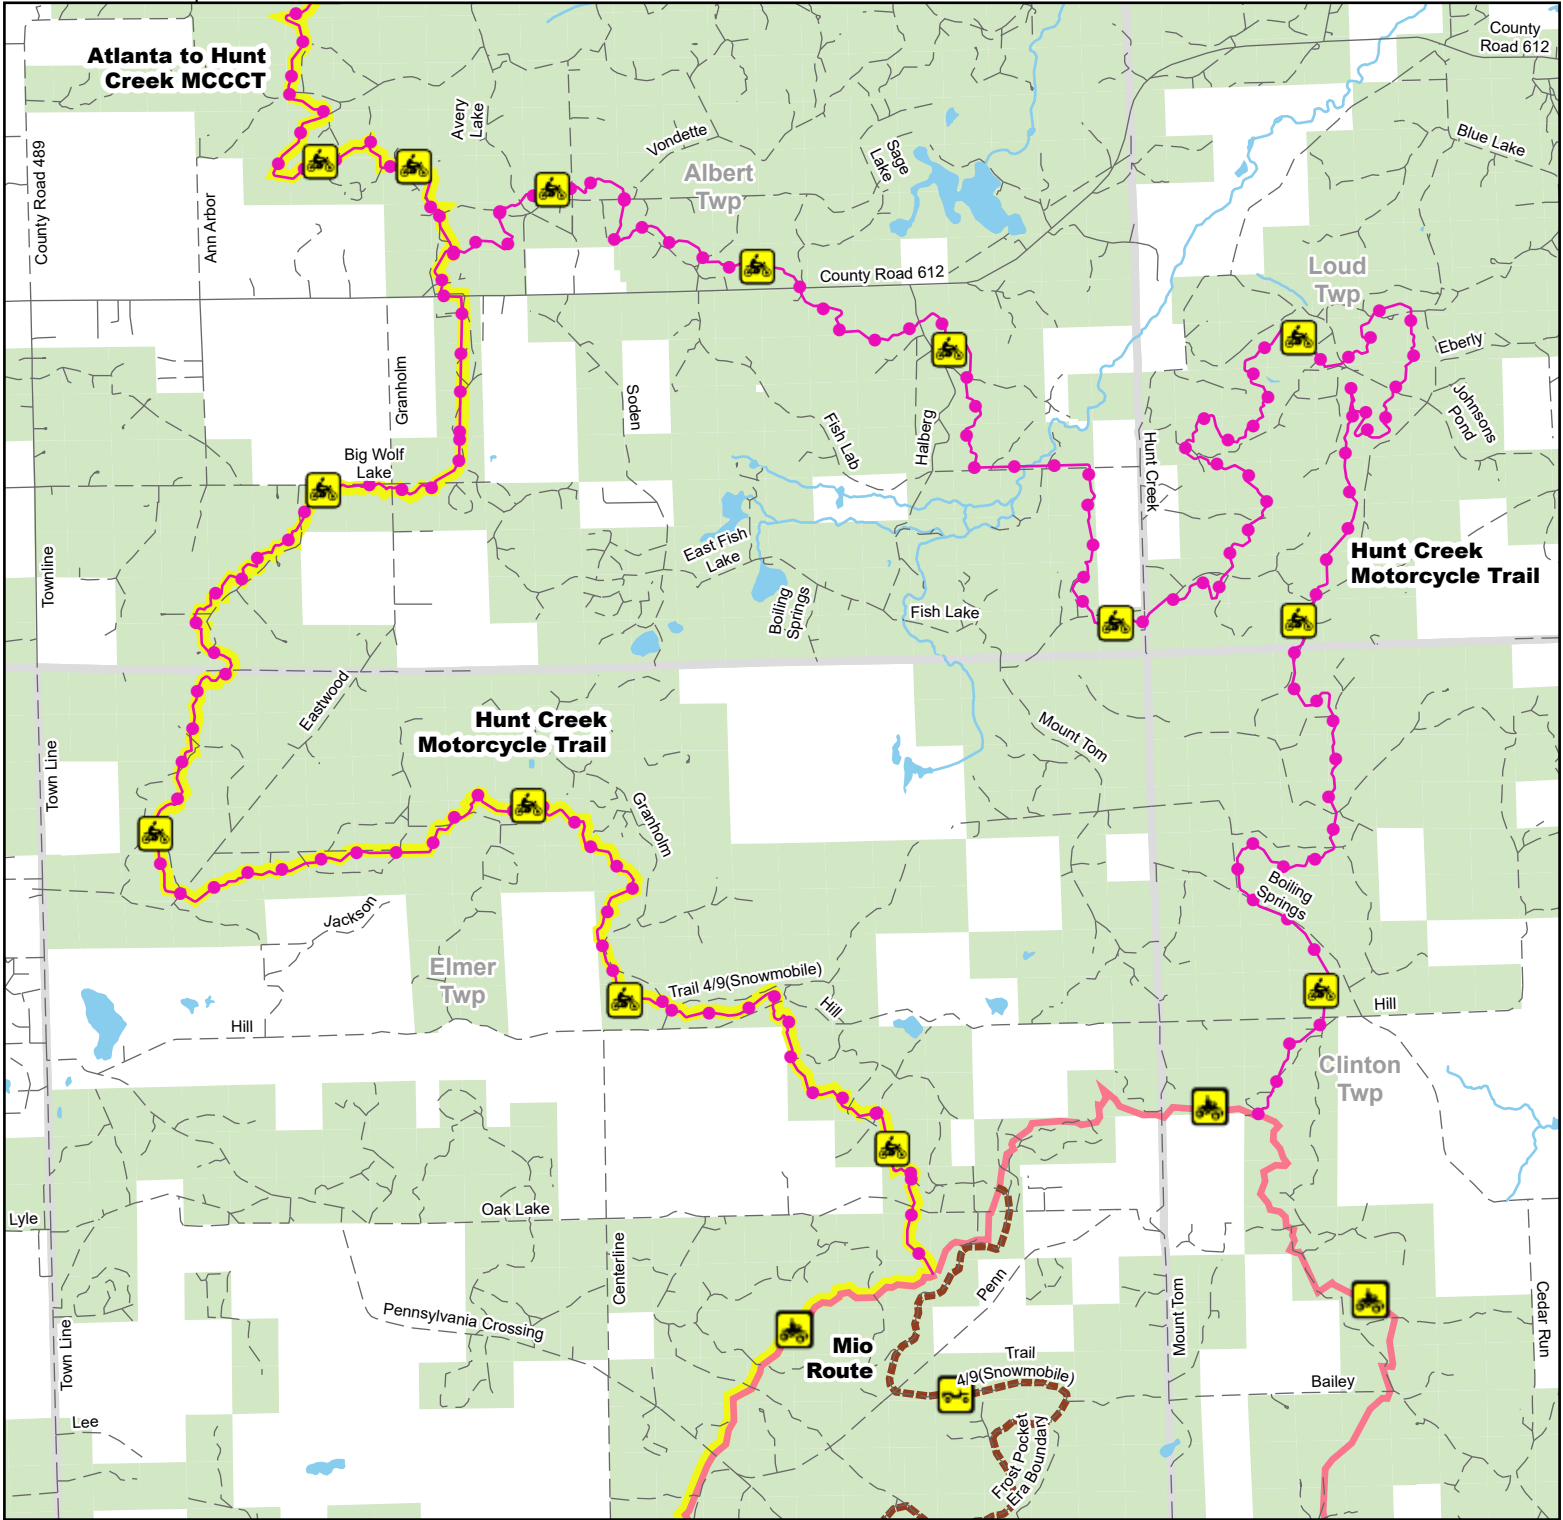 County
Road 612
Atlanta to Hunt
Creek MCCCT
Avery
Lake
Vondette
Sage
Lake
Blue Lake
County Road 489
Albert
Twp
Ann Arbor
County Road 612
Loud
Twp
Eberly
Granholm
Soden
Johnsons
Pond
Fish Lab
Halberg
Big Wolf
Lake
Hunt Creek
East Fish
Lake
Hunt Creek
Motorcycle Trail
Townline
Boiling
Springs
Fish Lake
Eastwood
Hunt Creek
Motorcycle Trail
Mount Tom
Town Line
Granholm
Boiling
Springs
Jackson
Elmer
Twp
Trail 4/9(Snowmobile)
Hill
Hill
Hill
Clinton
Twp
Lyle
Oak Lake
Centerline
Penn
Mount Tom
Cedar Run
Pennsylvania Crossing
Town Line
Mio
Route
Trail
4/9(Snowmobile)
Bailey
Lee
Frost Pocket
Era Boundary